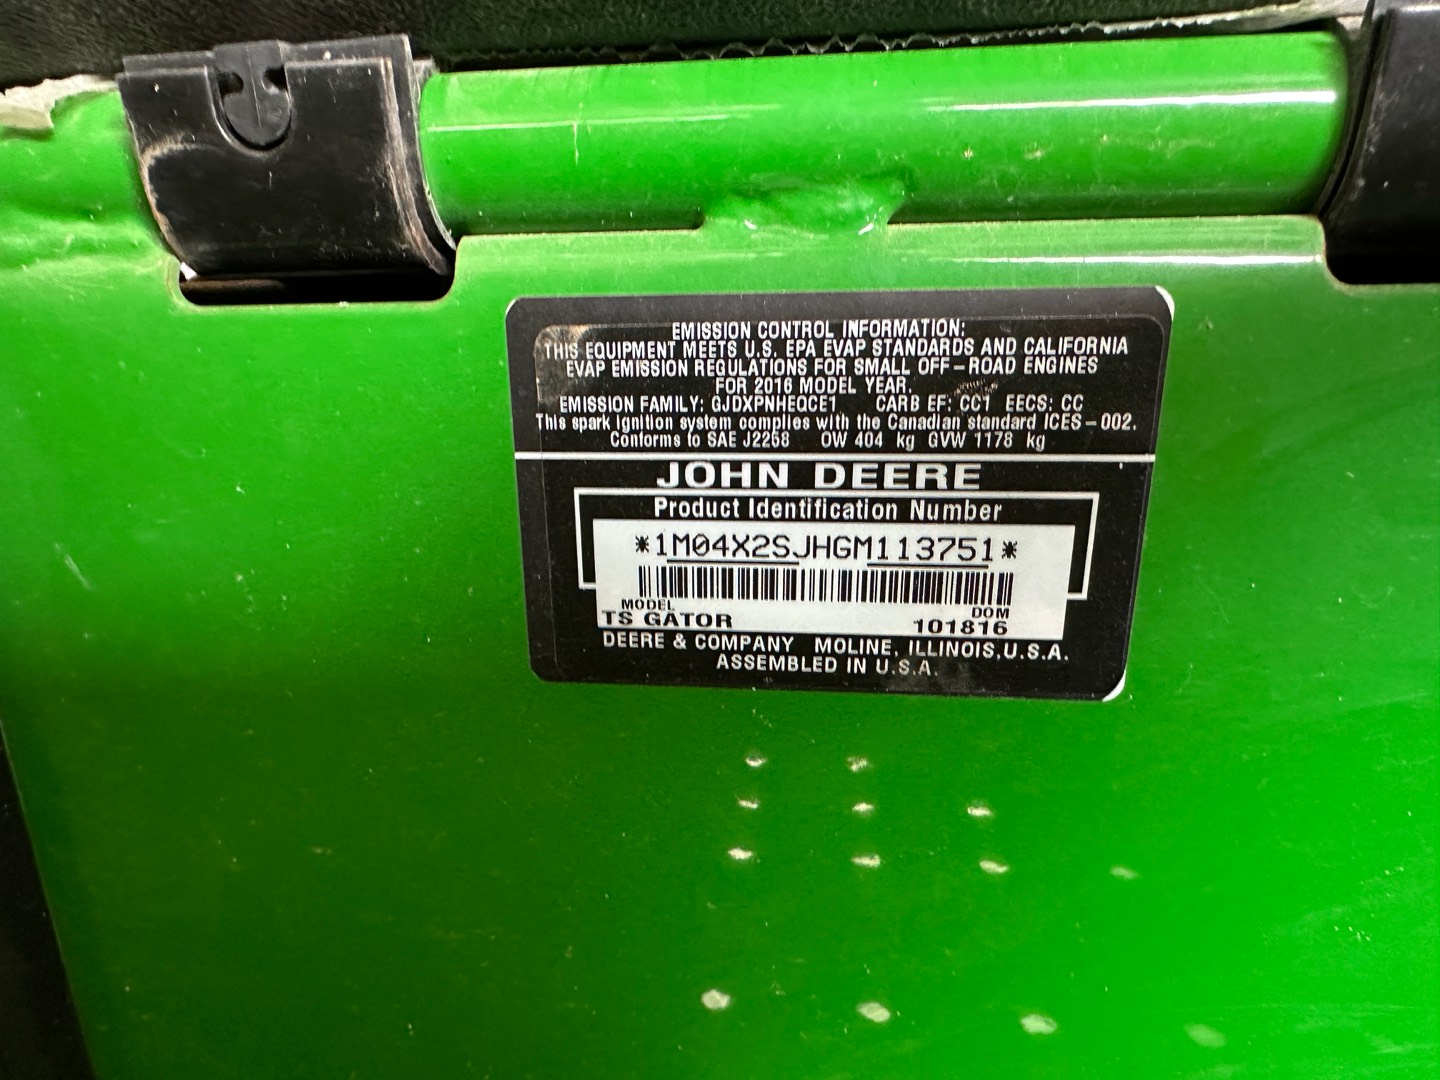 EMISSION CONTROL INFORMATION:
THIS EQUIPMENT MEETS U.S. EPA EVAP STANDARDS AND CALIFORNIA
EVAP EMISSION REGULATIONS FOR SMALL OFF-ROAD ENGINES
FOR 2016 MODEL YEAR.
EMISSION FAMILY: GJDXPNHEQCE1 CARB EF: CC1 EECS: CC
This spark ignition system complies with the Canadian standard ICES-002.
Conforms to SAE J2258 OW 404 kg GVW 1178 kg
JOHN DEERE
Product Identification Number
*1M04X2SJHGM113751*
MODEL DOM
TS GATOR 101816
DEERE & COMPANY MOLINE, ILLINOIS, U.S.A.
ASSEMBLED IN U.S.A.